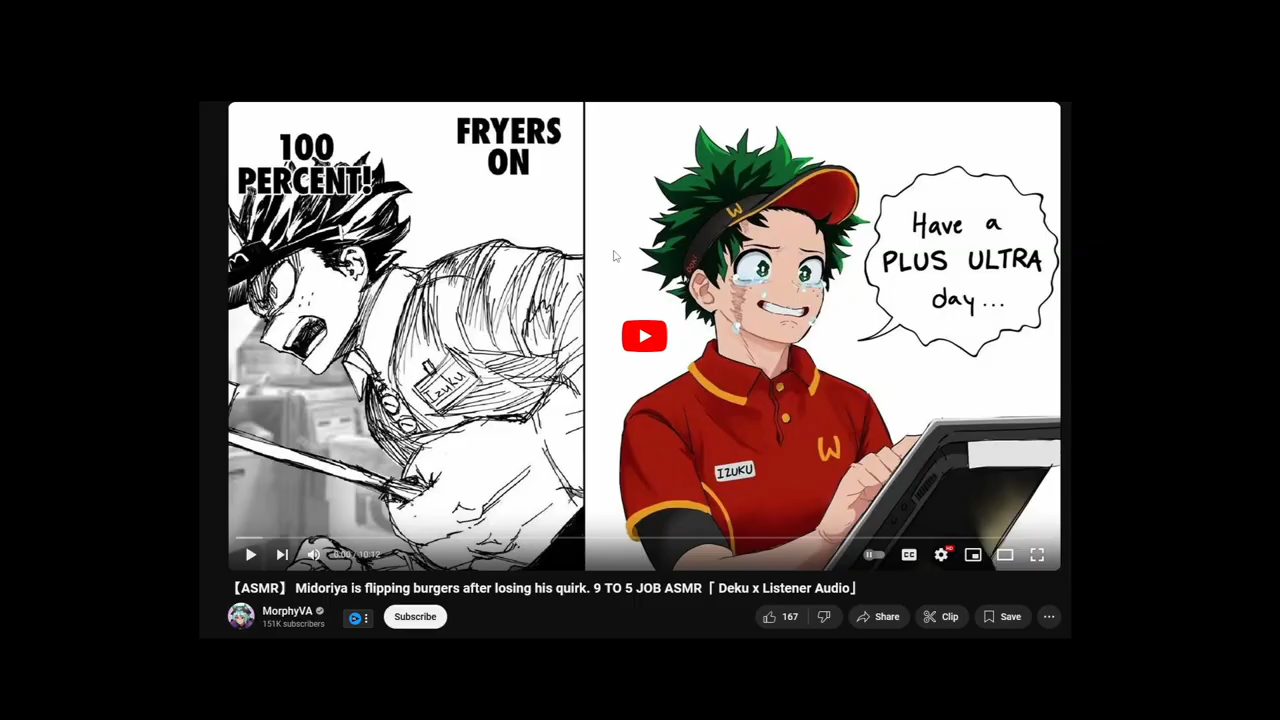 100
PERCENT!
FRYERS
ON
Izuku
W
Have a
PLUS ULTRA
day...
W
IZUKU
0:00 / 10:12
CC
HD
【ASMR】 Midoriya is flipping burgers after losing his quirk. 9 TO 5 JOB ASMR「 Deku x Listener Audio」
MorphyVA
151K subscribers
Subscribe
167
Share
Clip
Save